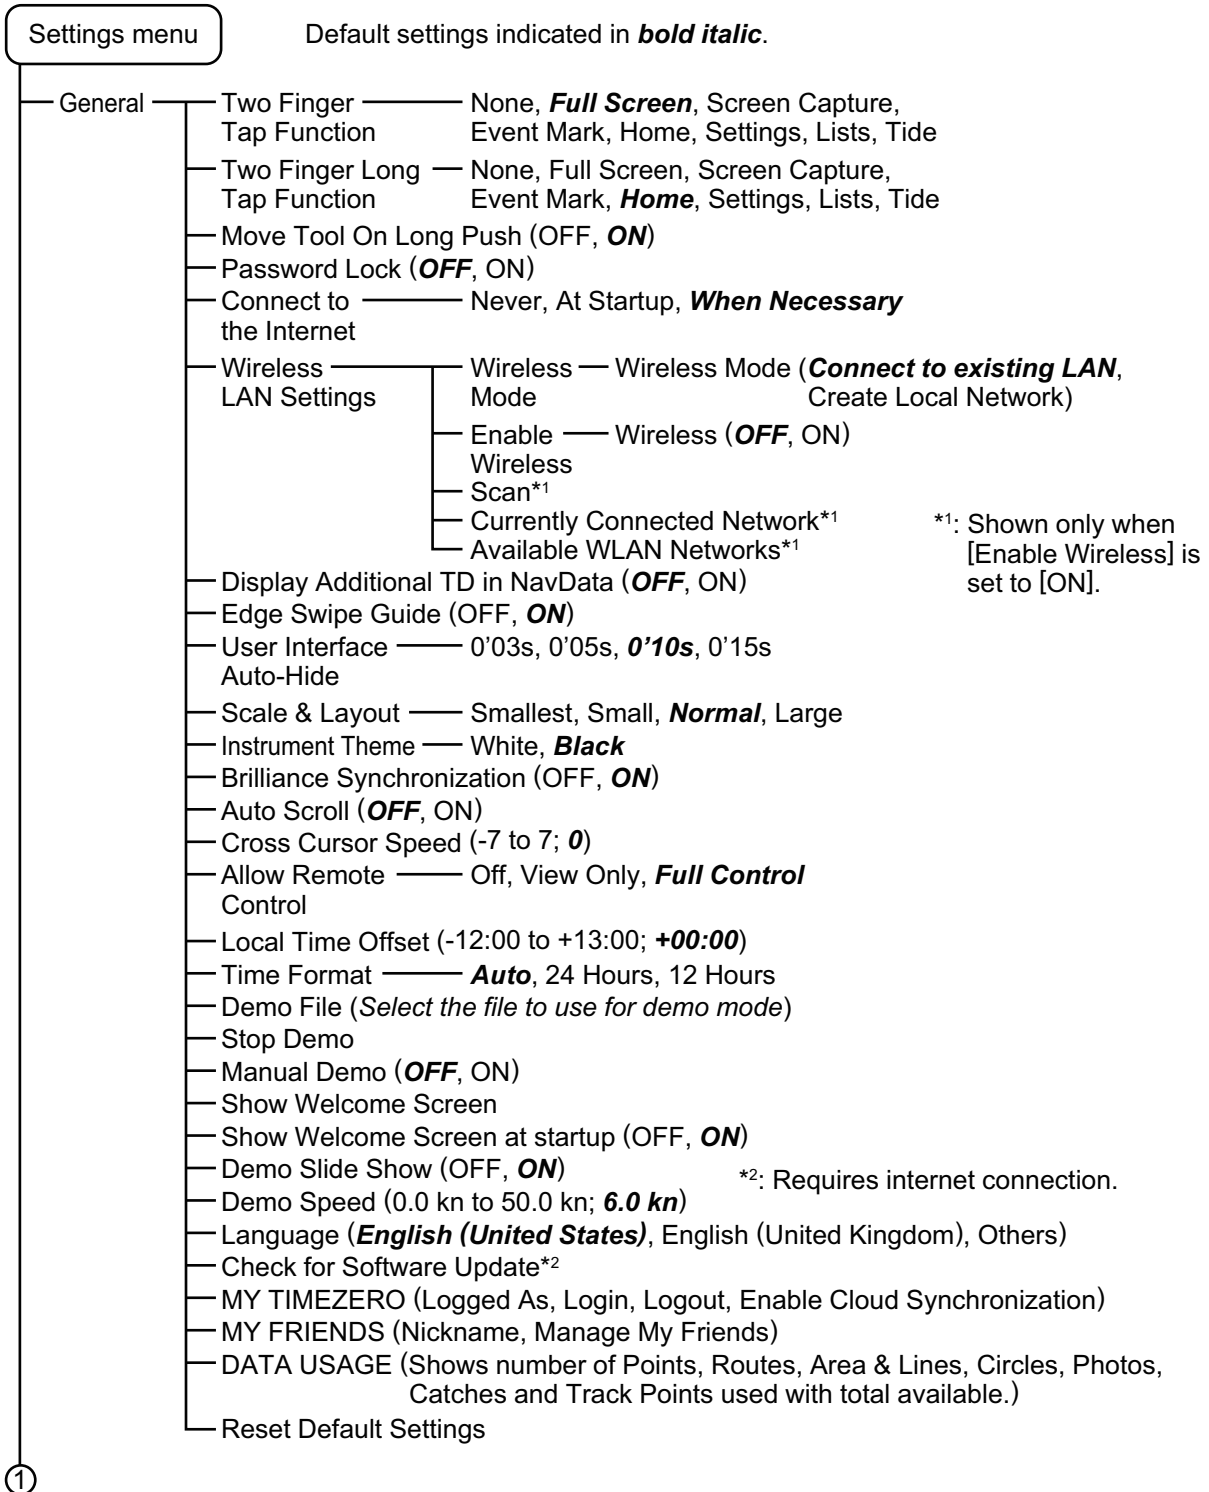 Settings menu
Default settings indicated in bold italic.
General
Two Finger
Tap Function
None, Full Screen, Screen Capture,
Event Mark, Home, Settings, Lists, Tide
Two Finger Long
Tap Function
None, Full Screen, Screen Capture,
Event Mark, Home, Settings, Lists, Tide
Move Tool On Long Push (OFF, ON)
Password Lock (OFF, ON)
Connect to
the Internet
Never, At Startup, When Necessary
Wireless
LAN Settings
Wireless
Mode
Wireless Mode (Connect to existing LAN,
Create Local Network)
Enable
Wireless
Wireless (OFF, ON)
Scan*1
Currently Connected Network*1
Available WLAN Networks*1
*1: Shown only when
[Enable Wireless] is
set to [ON].
Display Additional TD in NavData (OFF, ON)
Edge Swipe Guide (OFF, ON)
User Interface
Auto-Hide
0’03s, 0’05s, 0’10s, 0’15s
Scale & Layout
Smallest, Small, Normal, Large
Instrument Theme
White, Black
Brilliance Synchronization (OFF, ON)
Auto Scroll (OFF, ON)
Cross Cursor Speed (-7 to 7; 0)
Allow Remote
Control
Off, View Only, Full Control
Local Time Offset (-12:00 to +13:00; +00:00)
Time Format
Auto, 24 Hours, 12 Hours
Demo File (Select the file to use for demo mode)
Stop Demo
Manual Demo (OFF, ON)
Show Welcome Screen
Show Welcome Screen at startup (OFF, ON)
Demo Slide Show (OFF, ON)
*2: Requires internet connection.
Demo Speed (0.0 kn to 50.0 kn; 6.0 kn)
Language (English (United States), English (United Kingdom), Others)
Check for Software Update*2
MY TIMEZERO (Logged As, Login, Logout, Enable Cloud Synchronization)
MY FRIENDS (Nickname, Manage My Friends)
DATA USAGE (Shows number of Points, Routes, Area & Lines, Circles, Photos,
Catches and Track Points used with total available.)
Reset Default Settings
1